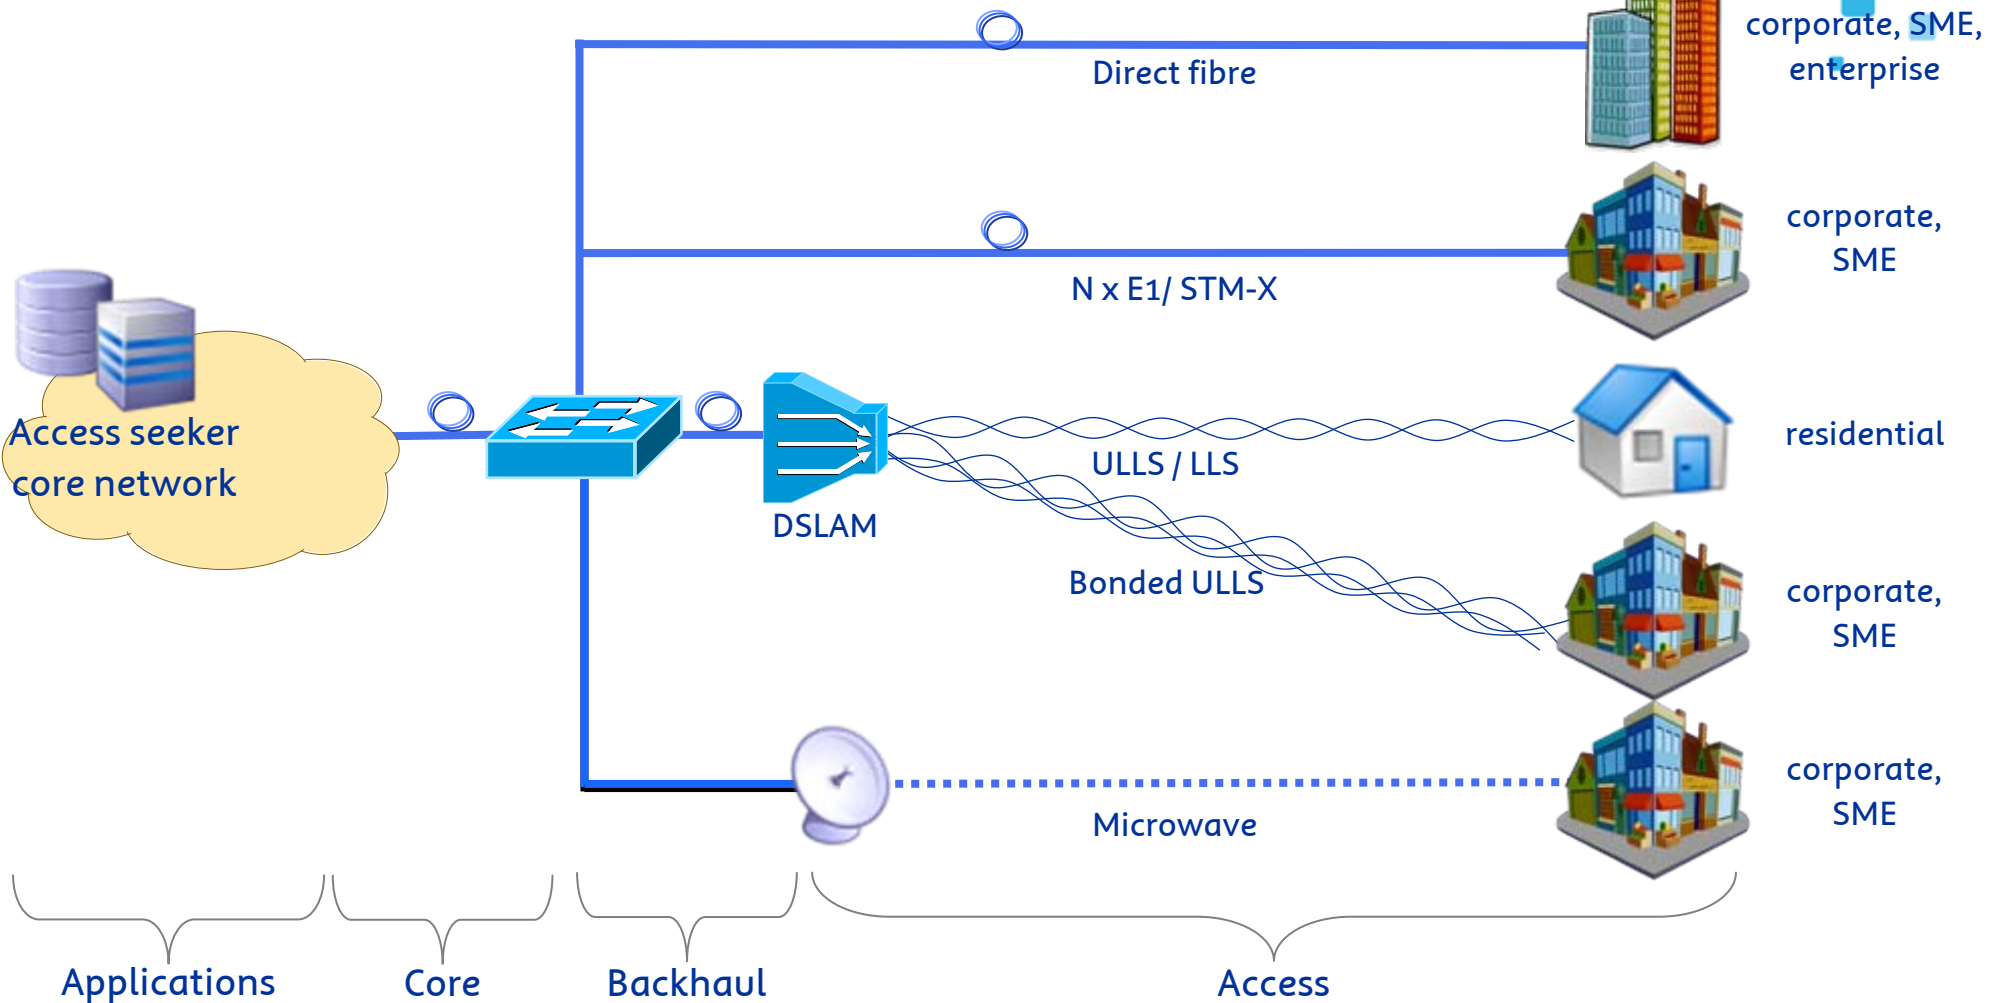 corporate, SME,
enterprise
Direct fibre
corporate,
SME
N x E1/ STM-X
Access seeker
core network
residential
ULLS / LLS
DSLAM
Bonded ULLS
corporate,
SME
corporate,
SME
Microwave
Applications
Core
Backhaul
Access